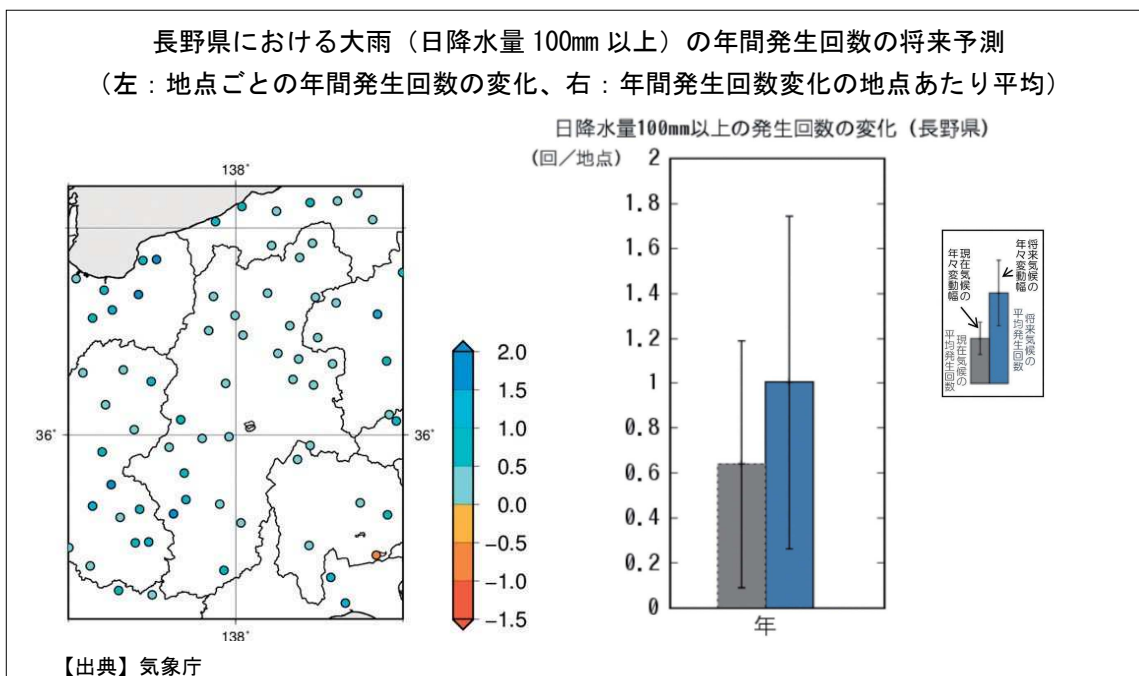 長野県における大雨（日降水量 100mm 以上）の年間発生回数の将来予測
（左：地点ごとの年間発生回数の変化、右：年間発生回数変化の地点あたり平均）
138°
36°
36°
138°
2.0
1.5
1.0
0.5
0.0
-0.5
-1.0
-1.5
日降水量100mm以上の発生回数の変化（長野県）
(回／地点)
2
1.8
1.6
1.4
1.2
1
0.8
0.6
0.4
0.2
0
年
将来気候の
年々変動幅
現在気候の
年々変動幅
将来気候の
平均発生回数
現在気候の
平均発生回数
【出典】気象庁